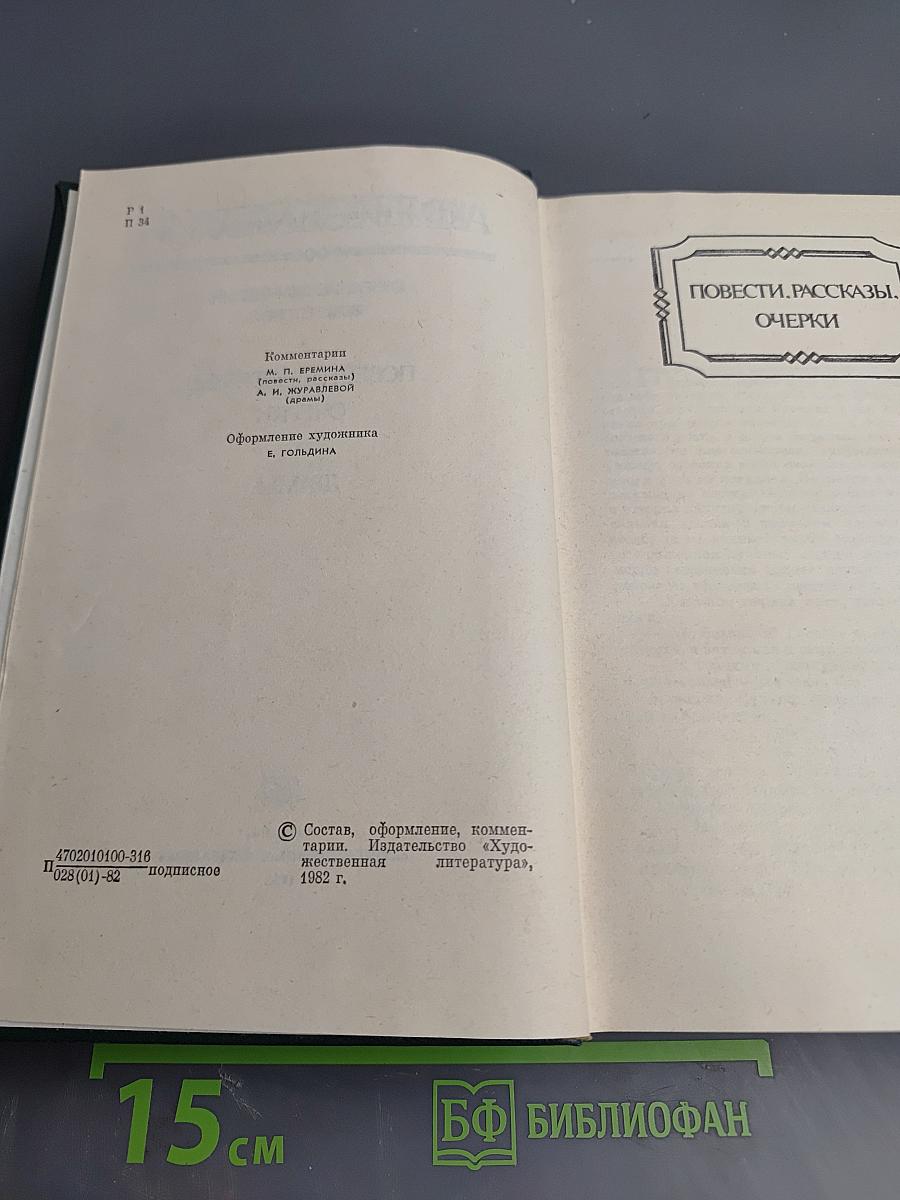 Р 1
П 34
Комментарии
М. П. ЕРЕМИНА
(повести, рассказы)
А. И. ЖУРАВЛЕВОЙ
(драмы)
Оформление художника
Е. ГОЛЬДИНА
П 4702010100-316
028(01)-82 подписное
© Состав, оформление, коммен-
тарии. Издательство «Худо-
жественная литература»,
1982 г.
ПОВЕСТИ. РАССКАЗЫ.
ОЧЕРКИ
15 см
БФ БИБЛИОФАН